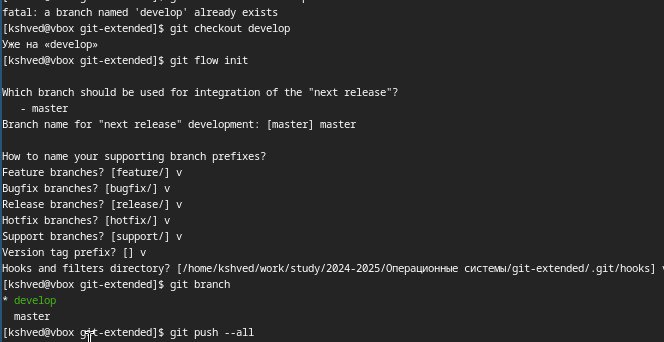 fatal: a branch named 'develop' already exists
[kshved@vbox git-extended]$ git checkout develop
Уже на «develop»
[kshved@vbox git-extended]$ git flow init
Which branch should be used for integration of the "next release"?
- master
Branch name for "next release" development: [master] master
How to name your supporting branch prefixes?
Feature branches? [feature/] v
Bugfix branches? [bugfix/] v
Release branches? [release/] v
Hotfix branches? [hotfix/] v
Support branches? [support/] v
Version tag prefix? [] v
Hooks and filters directory? [/home/kshved/work/study/2024-2025/Операционные системы/git-extended/.git/hooks] v
[kshved@vbox git-extended]$ git branch
* develop
master
[kshved@vbox git-extended]$ git push --all